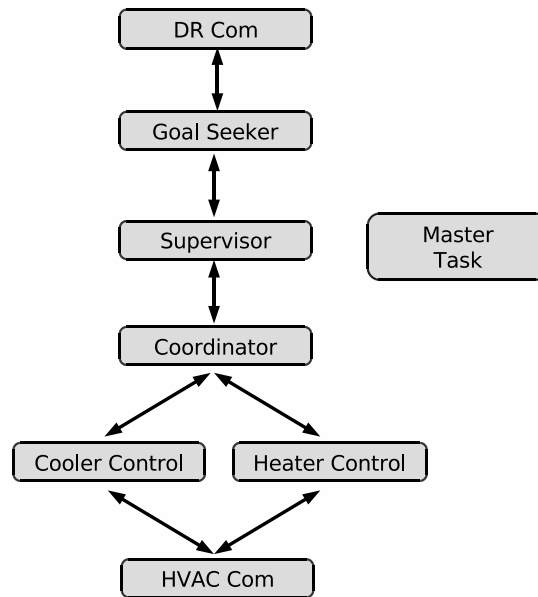 DR Com
Goal Seeker
Supervisor
Master
Task
Coordinator
Cooler Control
Heater Control
HVAC Com